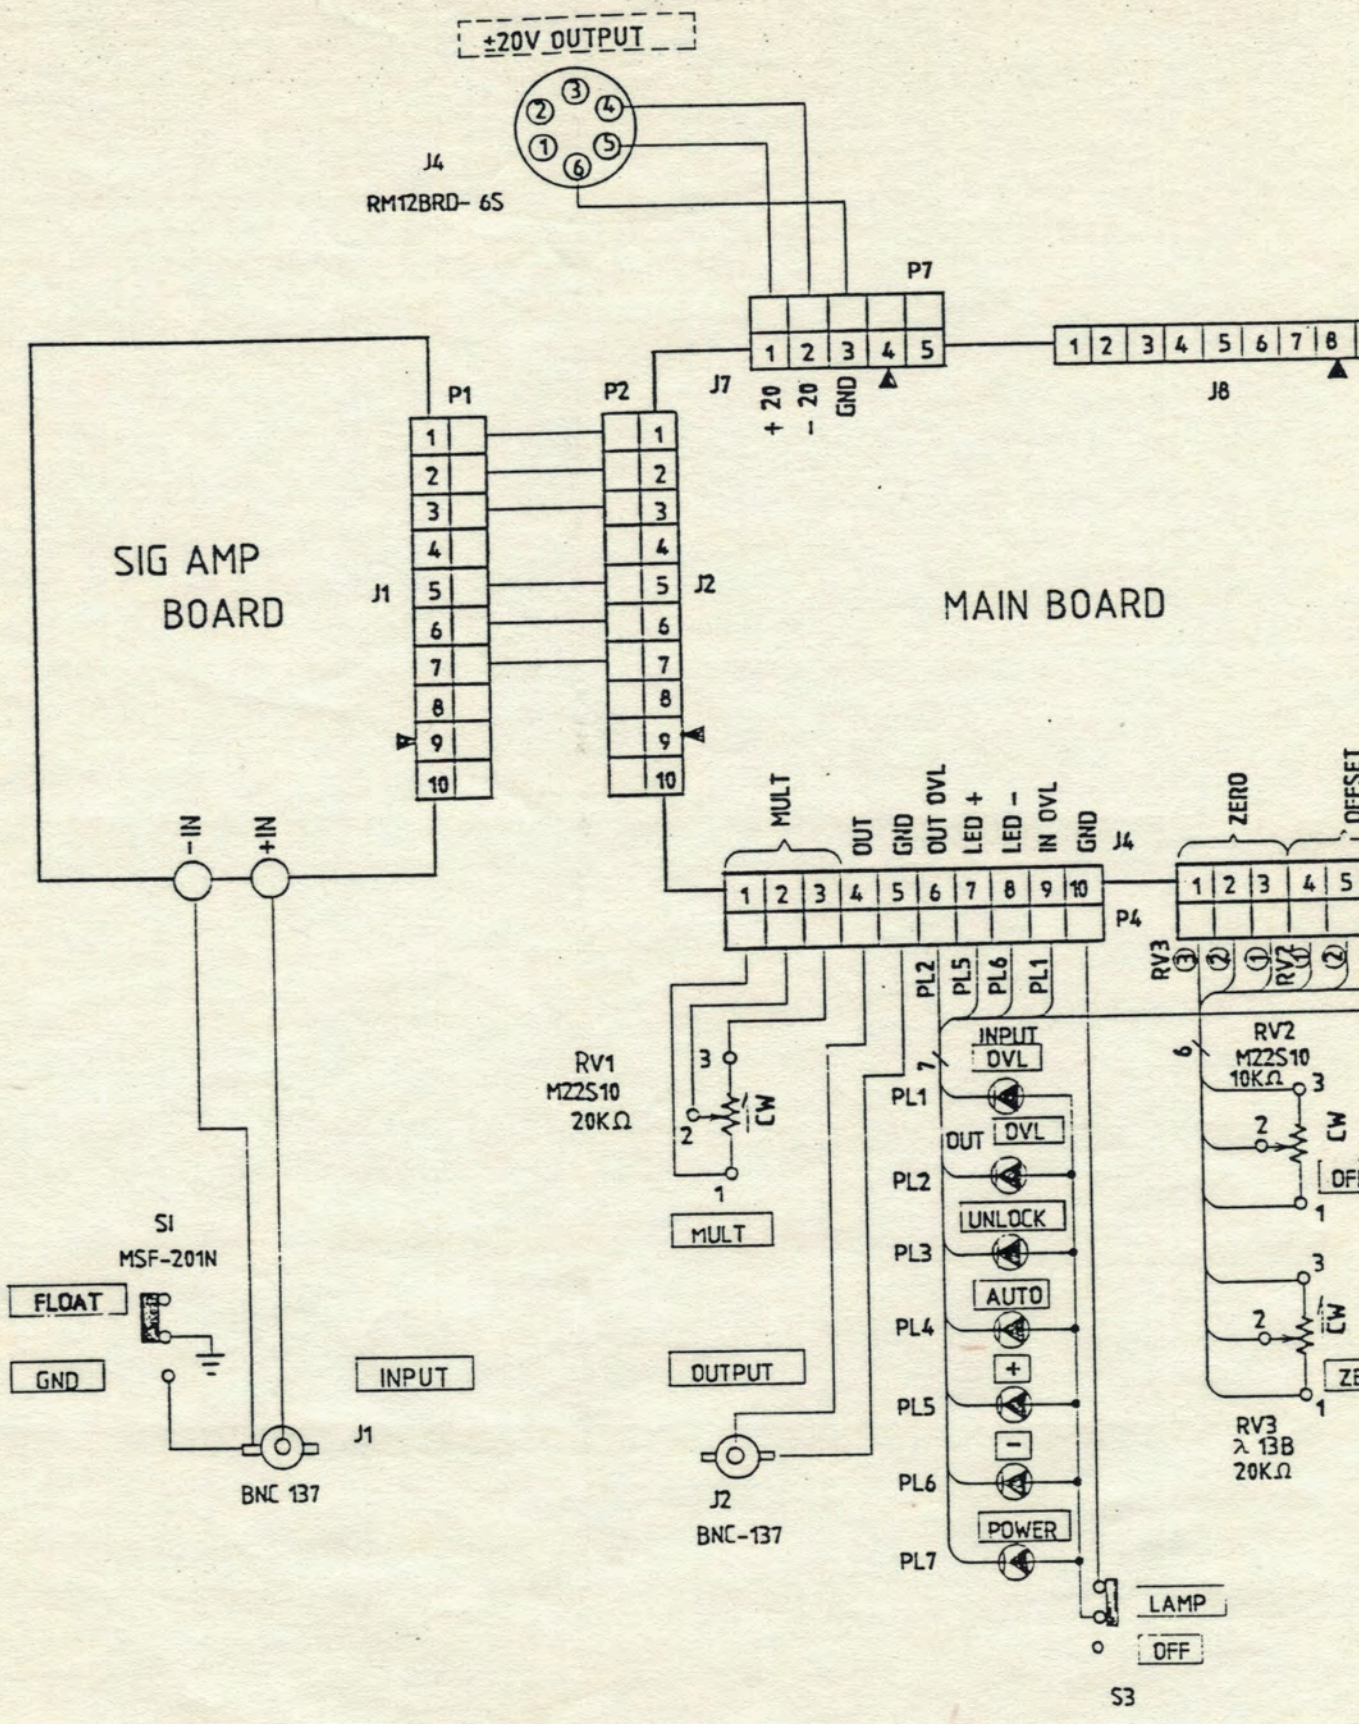 ±20V OUTPUT
3
2
4
1
5
6
J4
RM12BRD- 6S
P7
1 2 3 4 5
J7
+ 20
- 20
GND
1 2 3 4 5 6 7 8
J8
P1
P2
1
2
3
4
5
6
7
8
9
10
J1
1
2
3
4
5
6
7
8
9
10
J2
SIG AMP
BOARD
MAIN BOARD
-IN
+IN
MULT
OUT
GND
OUT OVL
LED +
LED -
IN OVL
GND
J4
ZERO
OFFSET
1 2 3 4 5 6 7 8 9 10
P4
1 2 3 4 5
PL2
PL5
PL6
PL1
RV3
3
2
1
RV2
1
2
RV1
M22S10
20KΩ
3
2
1
CW
MULT
7
INPUT
OVL
PL1
OUT OVL
PL2
UNLOCK
PL3
AUTO
PL4
+
PL5
-
PL6
POWER
PL7
6
RV2
M22S10
10KΩ
3
2
1
CW
3
2
1
CW
RV3
λ 13B
20KΩ
S1
MSF-201N
FLOAT
GND
INPUT
J1
BNC 137
OUTPUT
J2
BNC-137
LAMP
OFF
S3